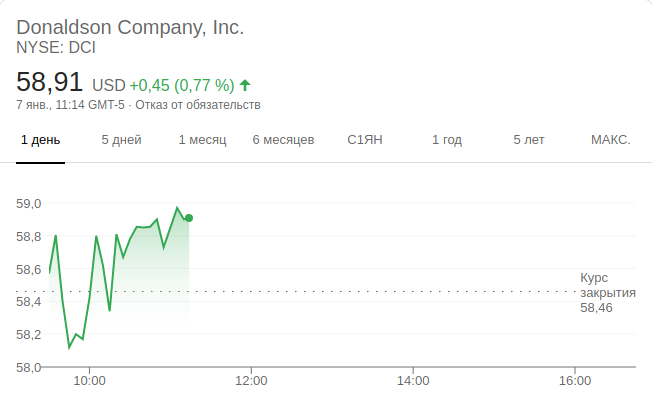 Donaldson Company, Inc.
NYSE: DCI
58,91 USD +0,45 (0,77 %)
7 янв., 11:14 GMT-5 · Отказ от обязательств
1 день 5 дней 1 месяц 6 месяцев С1ЯН 1 год 5 лет МАКС.
59,0
58,8
58,6
58,4
58,2
58,0
Курс
закрытия
58,46
10:00 12:00 14:00 16:00